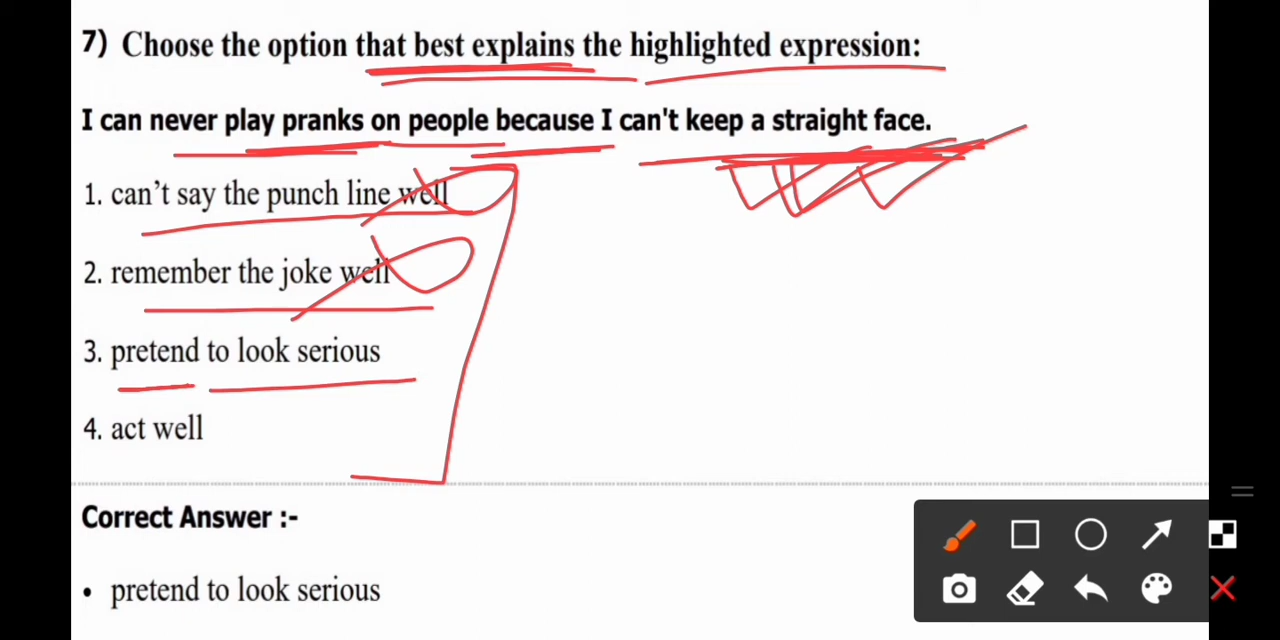 7) Choose the option that best explains the highlighted expression:
I can never play pranks on people because I can't keep a straight face.
1. can’t say the punch line well
2. remember the joke well
3. pretend to look serious
4. act well
Correct Answer :-
• pretend to look serious